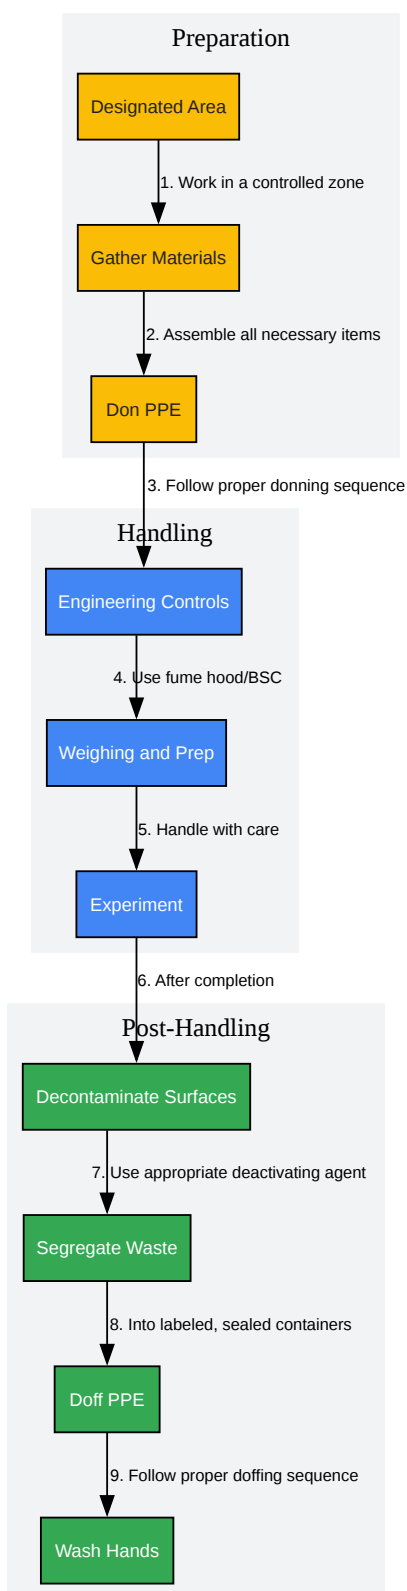 Preparation
Designated Area
1. Work in a controlled zone
Gather Materials
2. Assemble all necessary items
Don PPE
3. Follow proper donning sequence
Handling
Engineering Controls
4. Use fume hood/BSC
Weighing and Prep
5. Handle with care
Experiment
6. After completion
Post-Handling
Decontaminate Surfaces
7. Use appropriate deactivating agent
Segregate Waste
8. Into labeled, sealed containers
Doff PPE
9. Follow proper doffing sequence
Wash Hands